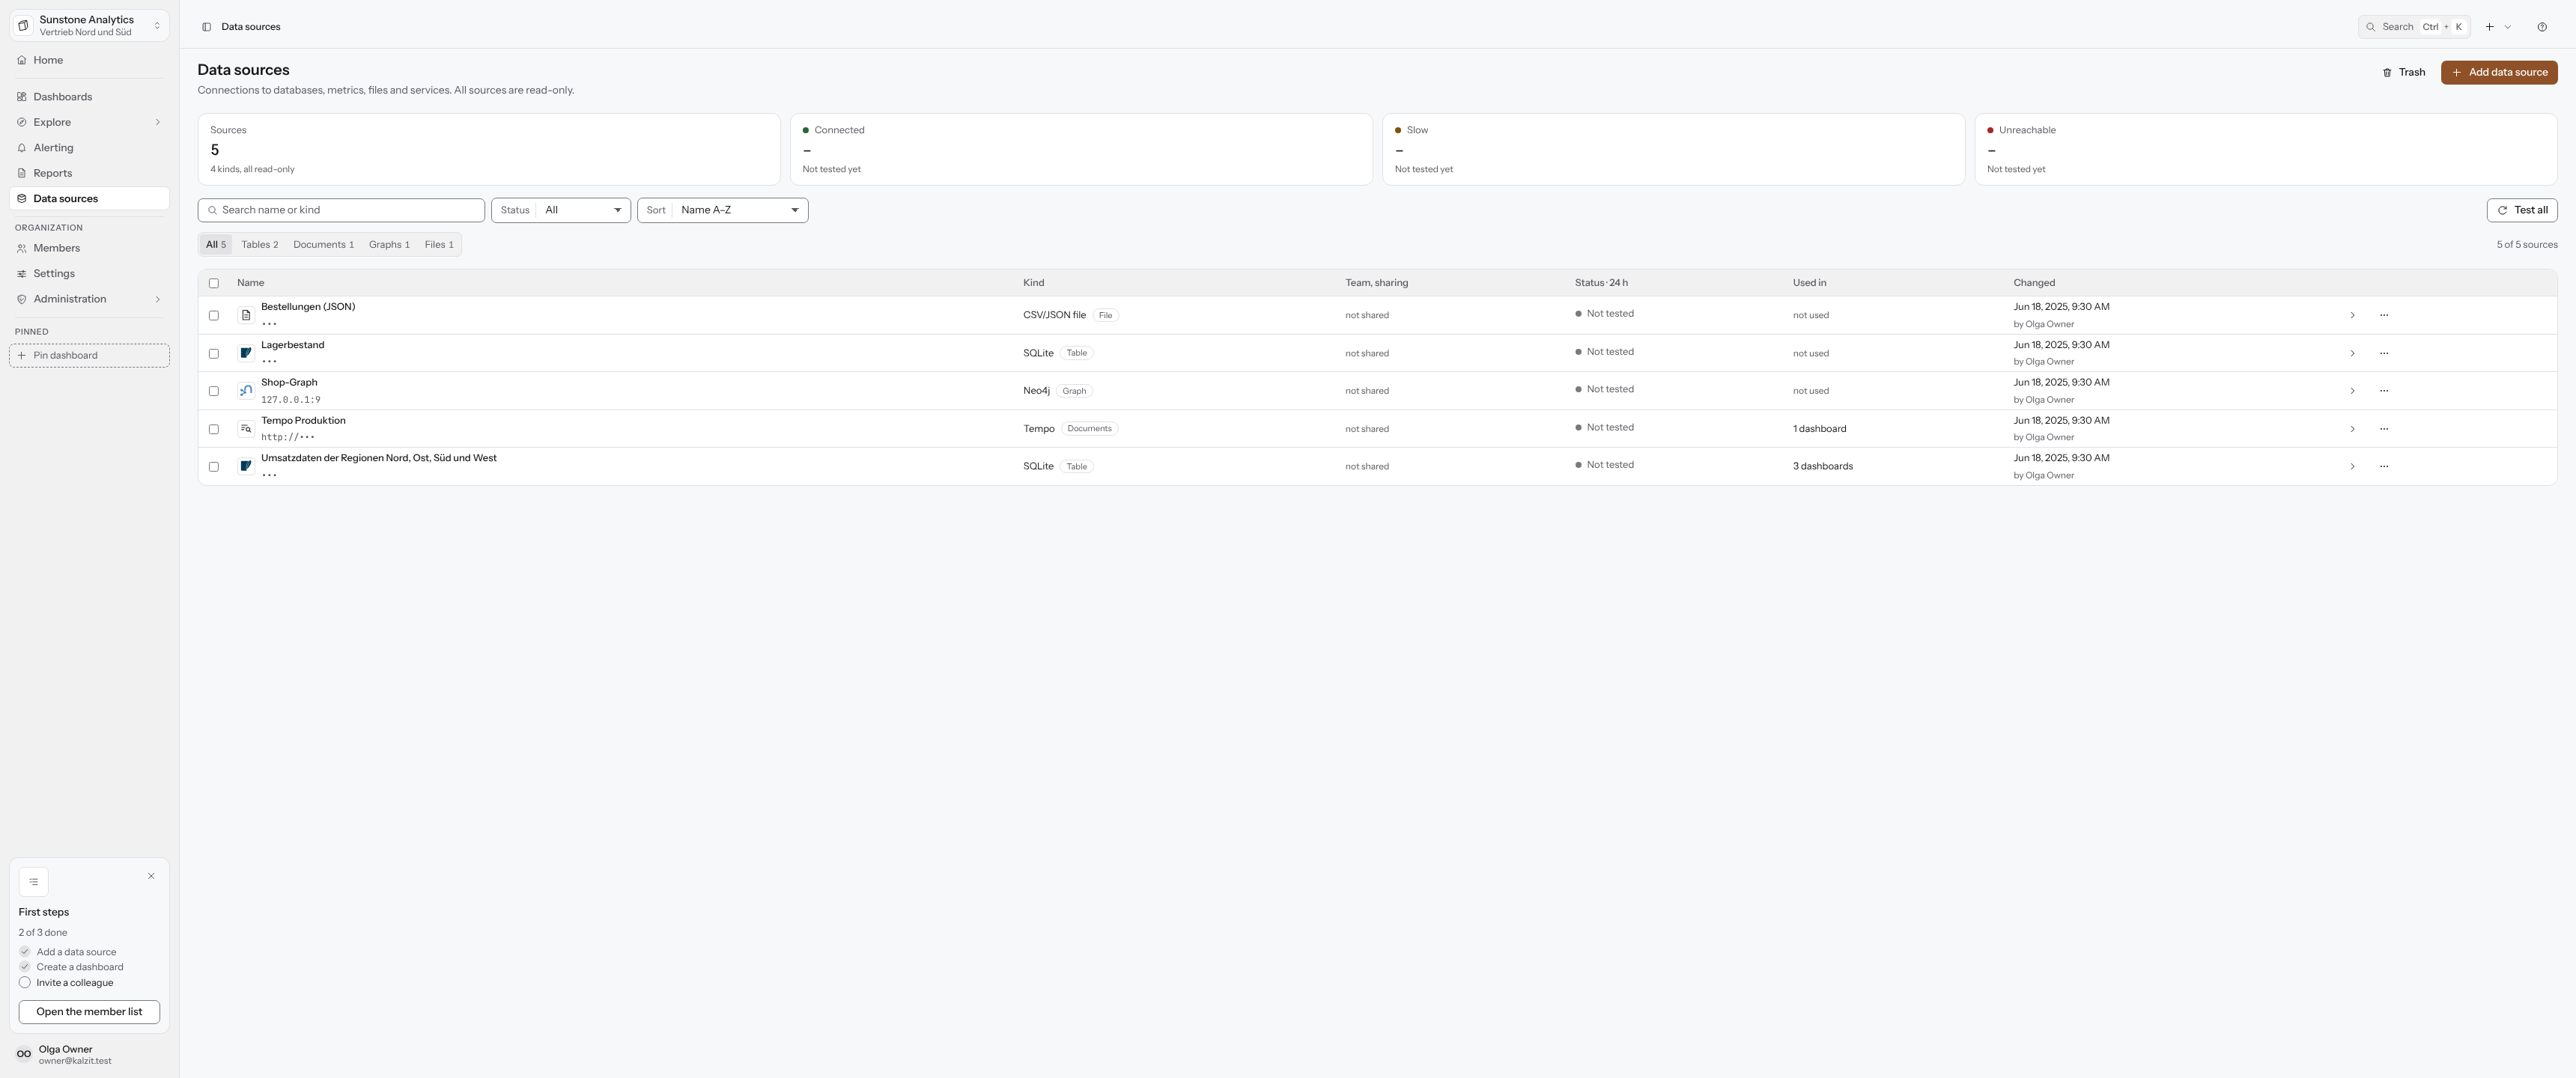 Sunstone Analytics
Vertrieb Nord und Süd
Home
Dashboards
Explore
Alerting
Reports
Data sources
ORGANIZATION
Members
Settings
Administration
PINNED
Pin dashboard
First steps
2 of 3 done
Add a data source
Create a dashboard
Invite a colleague
Open the member list
OO Olga Owner
owner@kalzit.test
Data sources
Search Ctrl + K
Data sources
Connections to databases, metrics, files and services. All sources are read-only.
Trash
Add data source
Sources
5
4 kinds, all read-only
Connected
–
Not tested yet
Slow
–
Not tested yet
Unreachable
–
Not tested yet
Search name or kind
Status All
Sort Name A–Z
Test all
All 5 Tables 2 Documents 1 Graphs 1 Files 1
5 of 5 sources
Name Kind Team, sharing Status · 24 h Used in Changed
Bestellungen (JSON)
•••
CSV/JSON file File not shared Not tested not used Jun 18, 2025, 9:30 AM
by Olga Owner
Lagerbestand
•••
SQLite Table not shared Not tested not used Jun 18, 2025, 9:30 AM
by Olga Owner
Shop-Graph
127.0.0.1:9
Neo4j Graph not shared Not tested not used Jun 18, 2025, 9:30 AM
by Olga Owner
Tempo Produktion
http://•••
Tempo Documents not shared Not tested 1 dashboard Jun 18, 2025, 9:30 AM
by Olga Owner
Umsatzdaten der Regionen Nord, Ost, Süd und West
•••
SQLite Table not shared Not tested 3 dashboards Jun 18, 2025, 9:30 AM
by Olga Owner